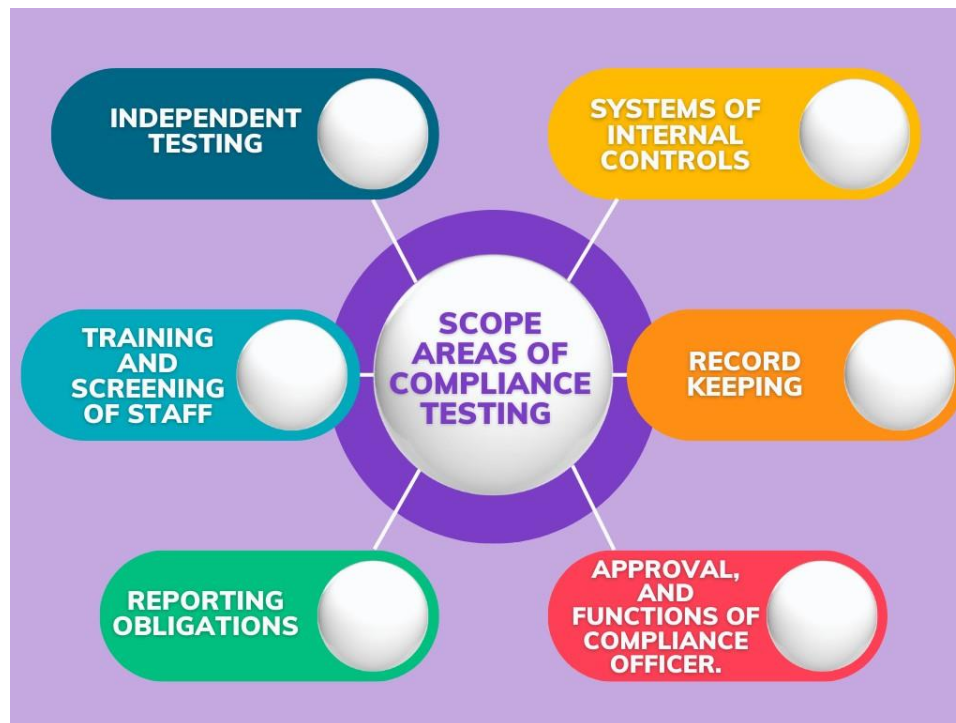 INDEPENDENT
TESTING
SYSTEMS OF
INTERNAL
CONTROLS
SCOPE
AREAS OF
COMPLIANCE
TESTING
TRAINING
AND
SCREENING
OF STAFF
RECORD
KEEPING
REPORTING
OBLIGATIONS
APPROVAL,
AND
FUNCTIONS OF
COMPLIANCE
OFFICER.